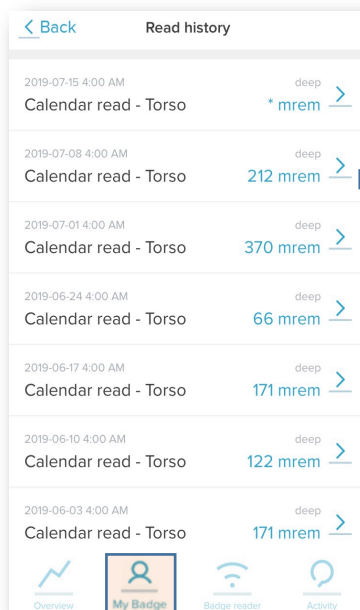 Back
Read history
2019-07-15 4:00 AM deep
Calendar read - Torso * mrem
2019-07-08 4:00 AM deep
Calendar read - Torso 212 mrem
2019-07-01 4:00 AM deep
Calendar read - Torso 370 mrem
2019-06-24 4:00 AM deep
Calendar read - Torso 66 mrem
2019-06-17 4:00 AM deep
Calendar read - Torso 171 mrem
2019-06-10 4:00 AM deep
Calendar read - Torso 122 mrem
2019-06-03 4:00 AM deep
Calendar read - Torso 171 mrem
Overview My Badge Badge reader Activity